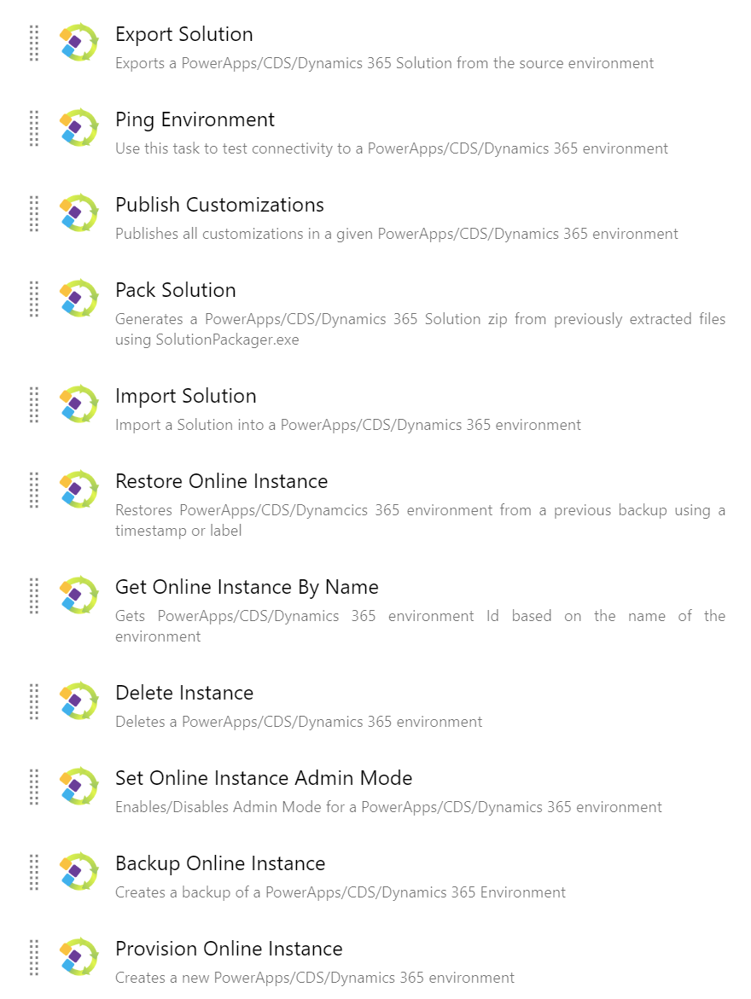 Export Solution
Exports a PowerApps/CDS/Dynamics 365 Solution from the source environment
Ping Environment
Use this task to test connectivity to a PowerApps/CDS/Dynamics 365 environment
Publish Customizations
Publishes all customizations in a given PowerApps/CDS/Dynamics 365 environment
Pack Solution
Generates a PowerApps/CDS/Dynamics 365 Solution zip from previously extracted files
using SolutionPackager.exe
Import Solution
Import a Solution into a PowerApps/CDS/Dynamics 365 environment
Restore Online Instance
Restores PowerApps/CDS/Dynamcics 365 environment from a previous backup using a
timestamp or label
Get Online Instance By Name
Gets PowerApps/CDS/Dynamics 365 environment Id based on the name of the
environment
Delete Instance
Deletes a PowerApps/CDS/Dynamics 365 environment
Set Online Instance Admin Mode
Enables/Disables Admin Mode for a PowerApps/CDS/Dynamics 365 environment
Backup Online Instance
Creates a backup of a PowerApps/CDS/Dynamics 365 Environment
Provision Online Instance
Creates a new PowerApps/CDS/Dynamics 365 environment